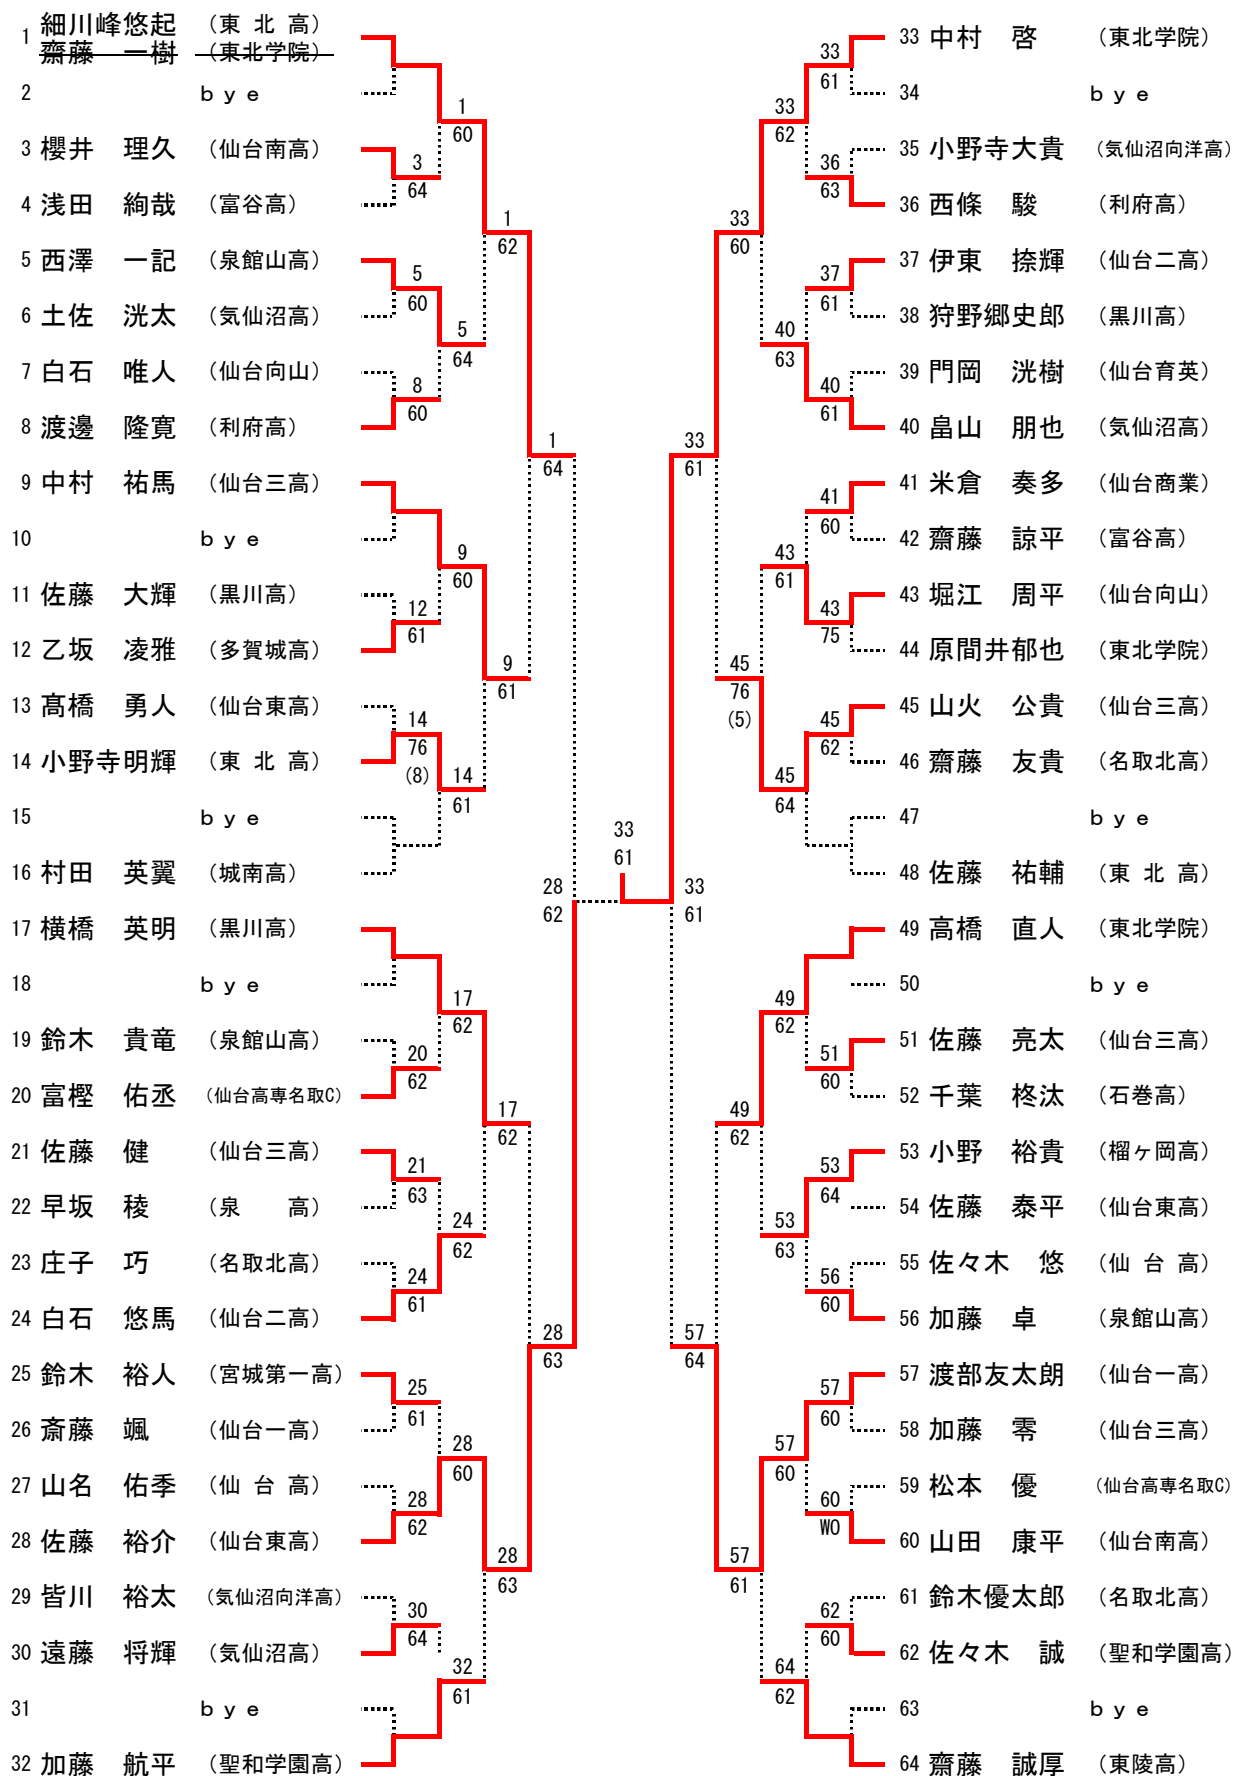 1 細川峰悠起 (東 北 高)
齋藤 一樹 (東北学院)
2 bye
1
60
3 櫻井 理久 (仙台南高)
3
64
4 浅田 絢哉 (富谷高)
1
62
5 西澤 一記 (泉館山高)
5
60
6 土佐 洸太 (気仙沼高)
5
64
7 白石 唯人 (仙台向山)
8
60
8 渡邊 隆寛 (利府高)
1
64
9 中村 祐馬 (仙台三高)
10 bye
9
60
11 佐藤 大輝 (黒川高)
12
61
12 乙坂 凌雅 (多賀城高)
9
61
13 髙橋 勇人 (仙台東高)
14
76
(8)
14 小野寺明輝 (東 北 高)
14
61
15 bye
16 村田 英翼 (城南高)
28
62
17 横橋 英明 (黒川高)
18 bye
17
62
19 鈴木 貴竜 (泉館山高)
20
62
20 富樫 佑丞 (仙台高専名取C)
17
62
21 佐藤 健 (仙台三高)
21
63
22 早坂 稜 (泉 高)
24
62
23 庄子 巧 (名取北高)
24
61
24 白石 悠馬 (仙台二高)
28
63
25 鈴木 裕人 (宮城第一高)
25
61
26 斎藤 颯 (仙台一高)
28
60
27 山名 佑季 (仙 台 高)
28
62
28 佐藤 裕介 (仙台東高)
28
63
29 皆川 裕太 (気仙沼向洋高)
30
64
30 遠藤 将輝 (気仙沼高)
32
61
31 bye
32 加藤 航平 (聖和学園高)
33
61
33
61
33 中村 啓 (東北学院)
33
61
34 bye
33
62
35 小野寺大貴 (気仙沼向洋高)
36
63
36 西條 駿 (利府高)
33
60
37 伊東 捺輝 (仙台二高)
37
61
38 狩野郷史郎 (黒川高)
40
63
39 門岡 洸樹 (仙台育英)
40
61
40 畠山 朋也 (気仙沼高)
33
61
41 米倉 奏多 (仙台商業)
41
60
42 齋藤 諒平 (富谷高)
43
61
43 堀江 周平 (仙台向山)
43
75
44 原間井郁也 (東北学院)
45
76
(5)
45 山火 公貴 (仙台三高)
45
62
46 齋藤 友貴 (名取北高)
45
64
47 bye
48 佐藤 祐輔 (東 北 高)
49 高橋 直人 (東北学院)
50 bye
49
62
51 佐藤 亮太 (仙台三高)
51
60
52 千葉 柊汰 (石巻高)
49
62
53 小野 裕貴 (榴ヶ岡高)
53
64
54 佐藤 泰平 (仙台東高)
53
63
55 佐々木 悠 (仙 台 高)
56
60
56 加藤 卓 (泉館山高)
57
64
57 渡部友太朗 (仙台一高)
57
60
58 加藤 零 (仙台三高)
57
60
59 松本 優 (仙台高専名取C)
60
WO
60 山田 康平 (仙台南高)
57
61
61 鈴木優太郎 (名取北高)
62
60
62 佐々木 誠 (聖和学園高)
64
62
63 bye
64 齋藤 誠厚 (東陵高)